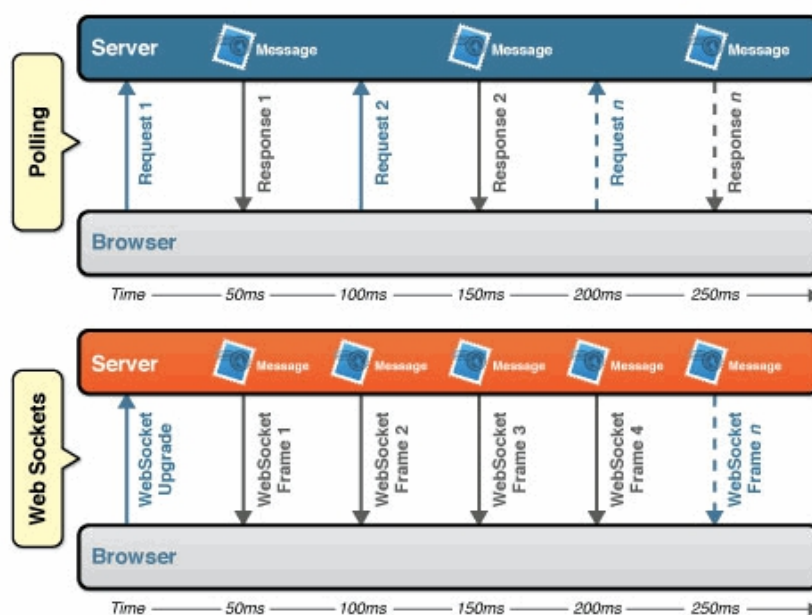 Polling
Server
Message
Message
Message
Request 1
Response 1
Request 2
Response 2
Request n
Response n
Browser
Time 50ms 100ms 150ms 200ms 250ms
Web Sockets
Server
Message
Message
Message
Message
Message
WebSocket
Upgrade
WebSocket
Frame 1
WebSocket
Frame 2
WebSocket
Frame 3
WebSocket
Frame 4
WebSocket
Frame n
Browser
Time 50ms 100ms 150ms 200ms 250ms